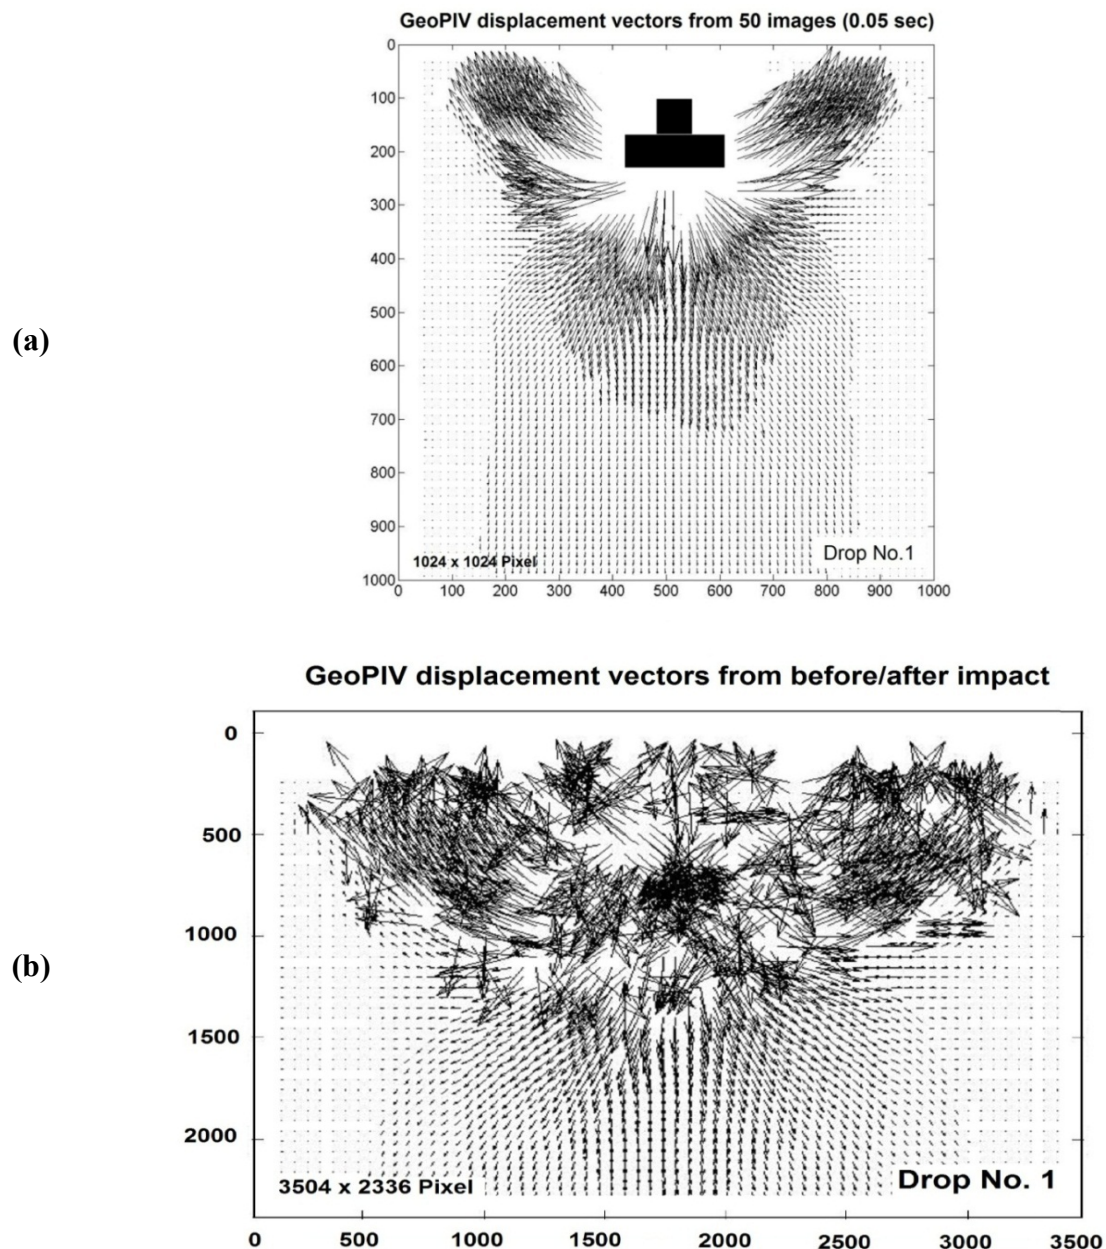 GeoPIV displacement vectors from 50 images (0.05 sec)
0
100
200
300
400
500
600
700
800
900
1000
(a)
1024 x 1024 Pixel
Drop No.1
0 100 200 300 400 500 600 700 800 900 1000
GeoPIV displacement vectors from before/after impact
0
500
1000
1500
2000
(b)
3504 x 2336 Pixel
Drop No. 1
0 500 1000 1500 2000 2500 3000 3500